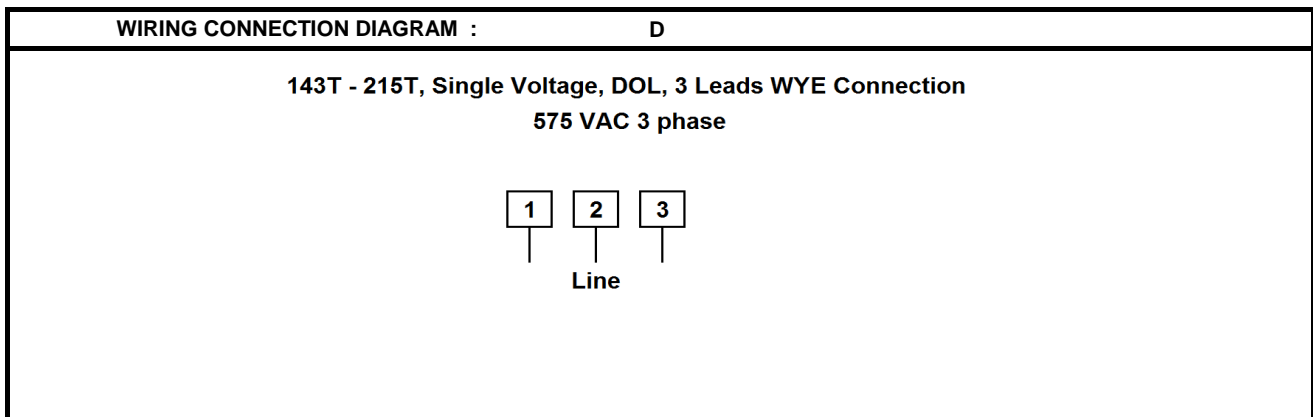 WIRING CONNECTION DIAGRAM : D
143T - 215T, Single Voltage, DOL, 3 Leads WYE Connection
575 VAC 3 phase
1 2 3
Line